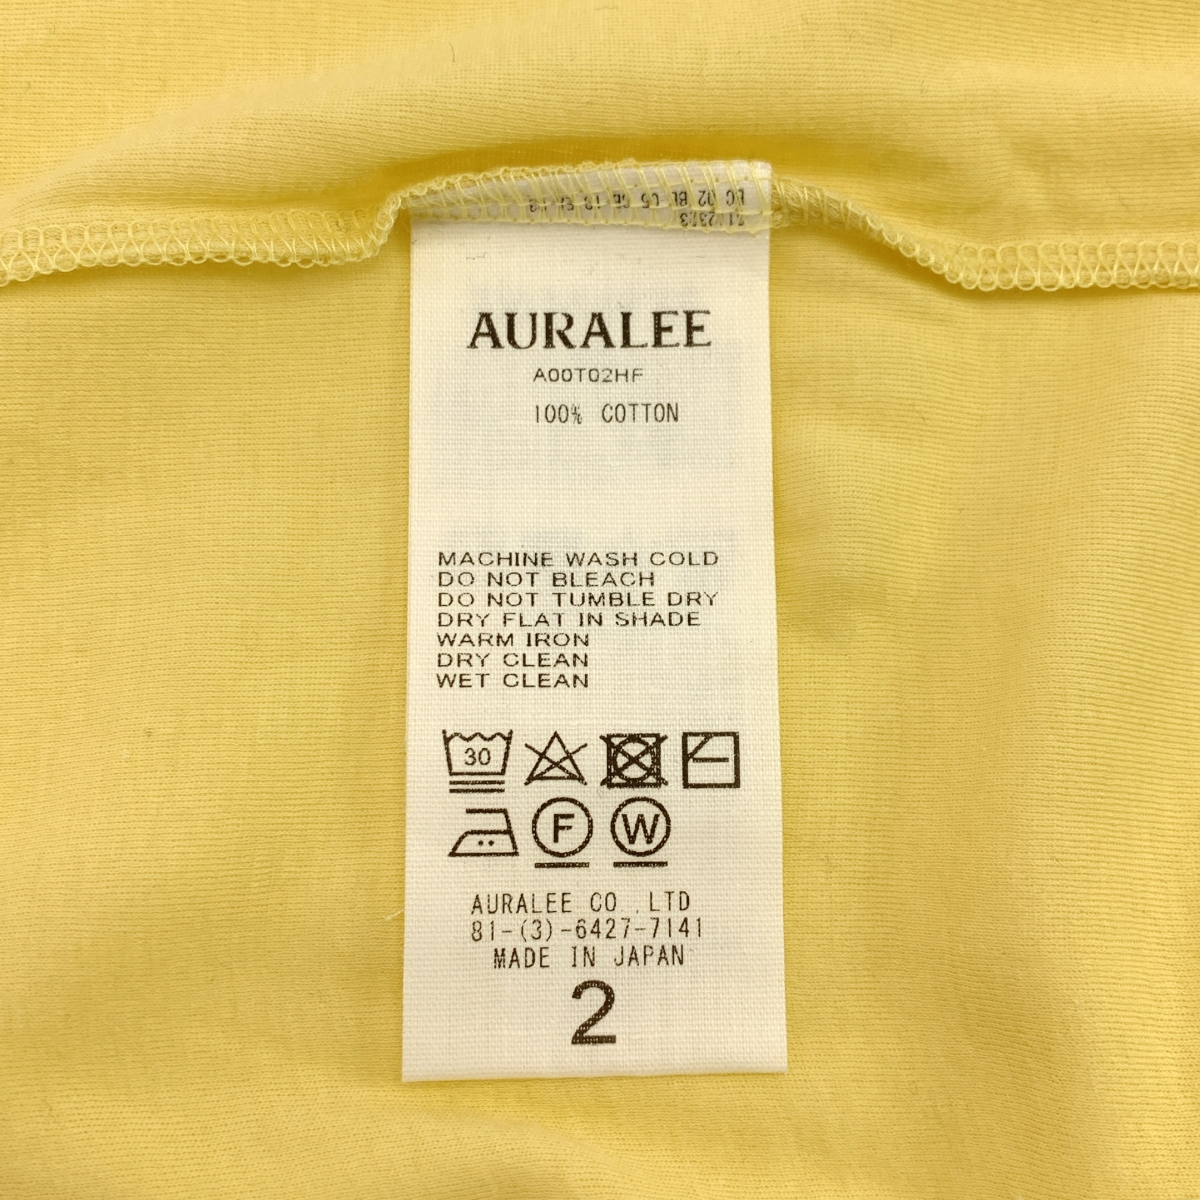 AURALEE
A00T02HF
100% COTTON
MACHINE WASH COLD
DO NOT BLEACH
DO NOT TUMBLE DRY
DRY FLAT IN SHADE
WARM IRON
DRY CLEAN
WET CLEAN
30
F W
AURALEE CO .LTD
81-(3)-6427-7141
MADE IN JAPAN
2